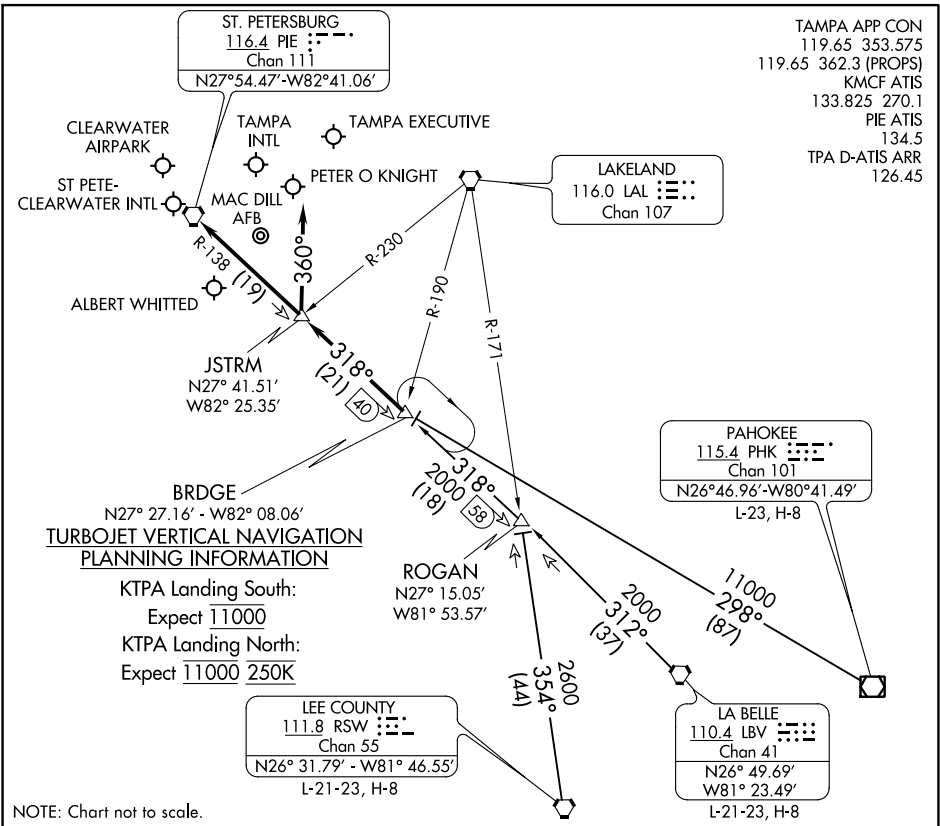 ST. PETERSBURG
116.4 PIE
Chan 111
N27°54.47'-W82°41.06'
TAMPA APP CON
119.65 353.575
119.65 362.3 (PROPS)
KMCF ATIS
133.825 270.1
PIE ATIS
134.5
TPA D-ATIS ARR
126.45
CLEARWATER
AIRPARK
TAMPA
INTL
TAMPA EXECUTIVE
ST PETE-
CLEARWATER INTL
MAC DILL
AFB
PETER O KNIGHT
LAKELAND
116.0 LAL
Chan 107
ALBERT WHITTED
R-138
(19)
360°
R-230
R-190
R-171
JSTRM
N27° 41.51'
W82° 25.35'
318°
(21)
40
BRDGE
N27° 27.16' - W82° 08.06'
318°
2000
(18)
58
ROGAN
N27° 15.05'
W81° 53.57'
PAHOKEE
115.4 PHK
Chan 101
N26°46.96'-W80°41.49'
L-23, H-8
TURBOJET VERTICAL NAVIGATION
PLANNING INFORMATION
KTPA Landing South:
Expect 11000
KTPA Landing North:
Expect 11000 250K
11000
298°
(87)
2000
312°
(37)
2600
354°
(44)
LEE COUNTY
111.8 RSW
Chan 55
N26° 31.79' - W81° 46.55'
L-21-23, H-8
LA BELLE
110.4 LBV
Chan 41
N26° 49.69'
W81° 23.49'
L-21-23, H-8
NOTE: Chart not to scale.